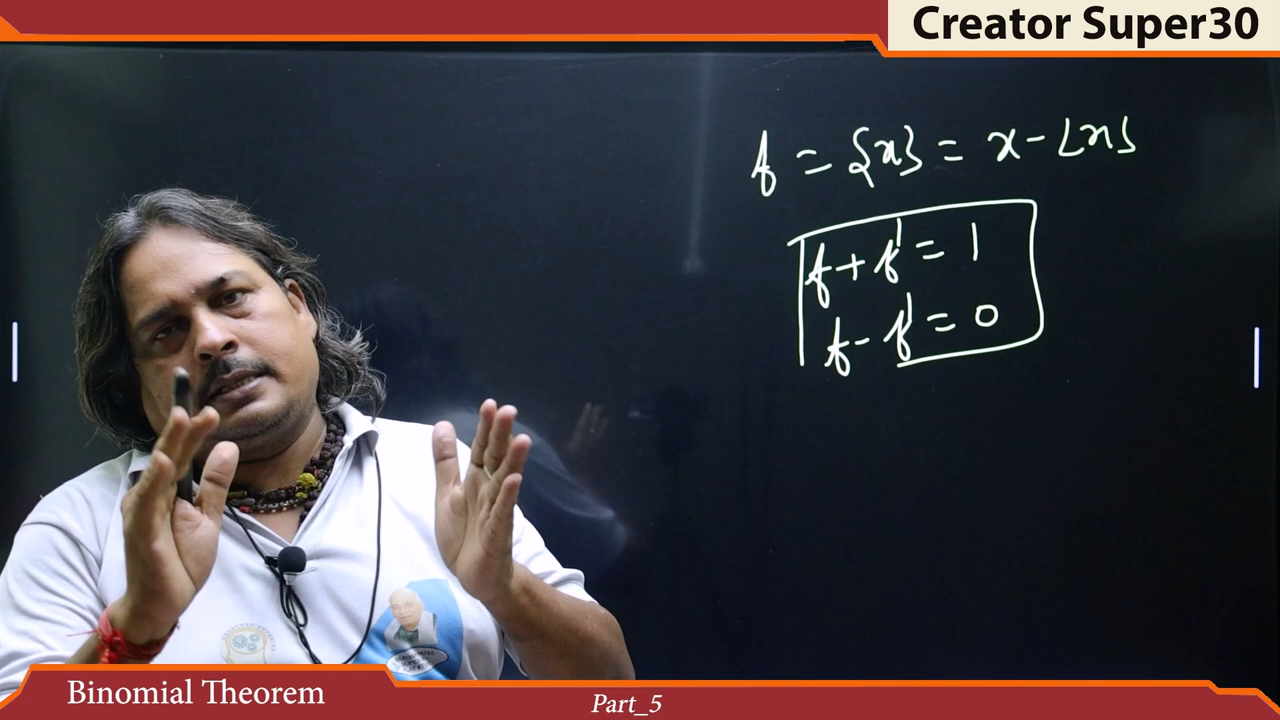 Creator Super30
f = {x} = x - [x]
f + f' = 1
f - f' = 0
Binomial Theorem
Part_5